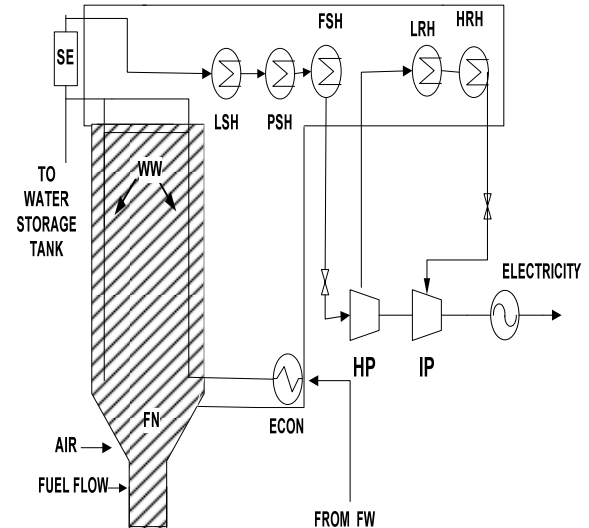 FSH
LRH
HRH
SE
LSH
PSH
TO
WATER
STORAGE
TANK
WW
ELECTRICITY
HP
IP
FN
ECON
AIR
FUEL FLOW
FROM FW